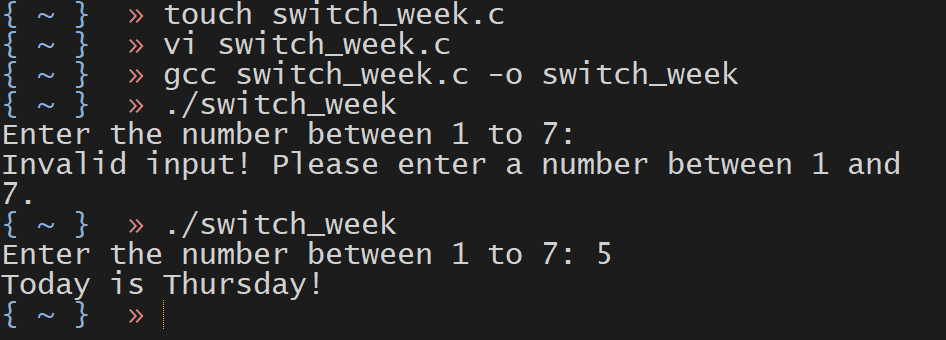 { ~ }  » touch switch_week.c
{ ~ }  » vi switch_week.c
{ ~ }  » gcc switch_week.c -o switch_week
{ ~ }  » ./switch_week
Enter the number between 1 to 7:
Invalid input! Please enter a number between 1 and
7.
{ ~ }  » ./switch_week
Enter the number between 1 to 7: 5
Today is Thursday!
{ ~ }  »